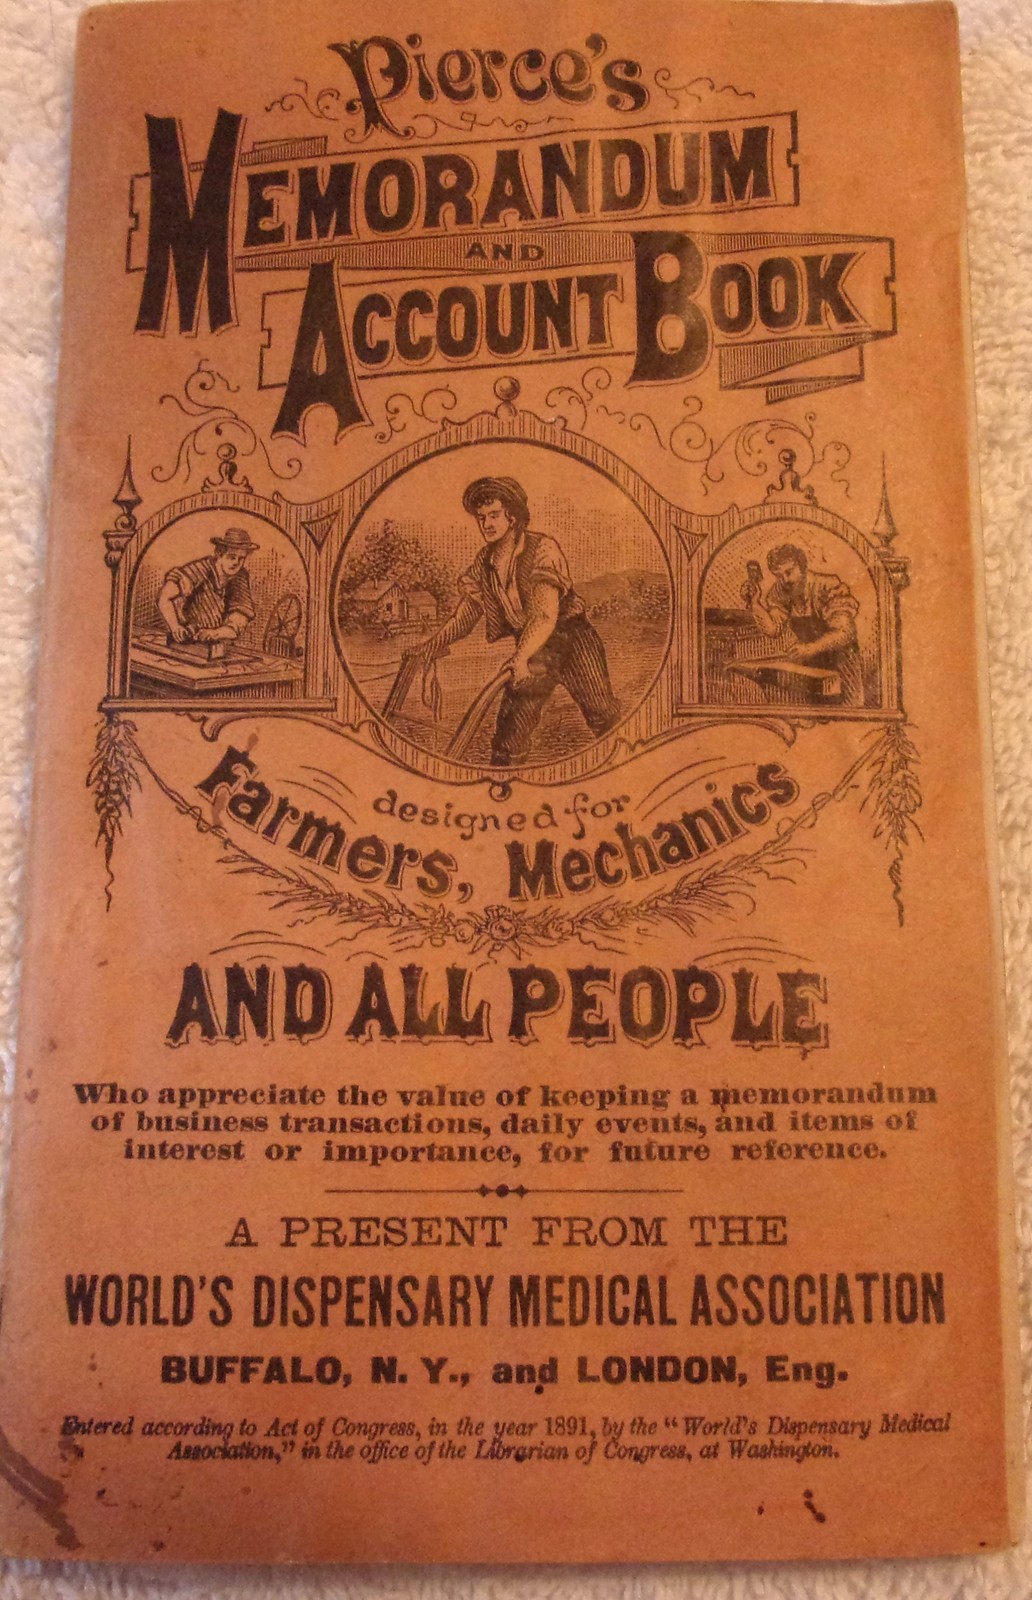 Pierce's
MEMORANDUM
AND
ACCOUNT BOOK
designed for
Farmers, Mechanics
AND ALL PEOPLE
Who appreciate the value of keeping a memorandum
of business transactions, daily events, and items of
interest or importance, for future reference.
A PRESENT FROM THE
WORLD'S DISPENSARY MEDICAL ASSOCIATION
BUFFALO, N. Y., and LONDON, Eng.
Entered according to Act of Congress, in the year 1891, by the "World's Dispensary Medical
Association," in the office of the Librarian of Congress, at Washington.